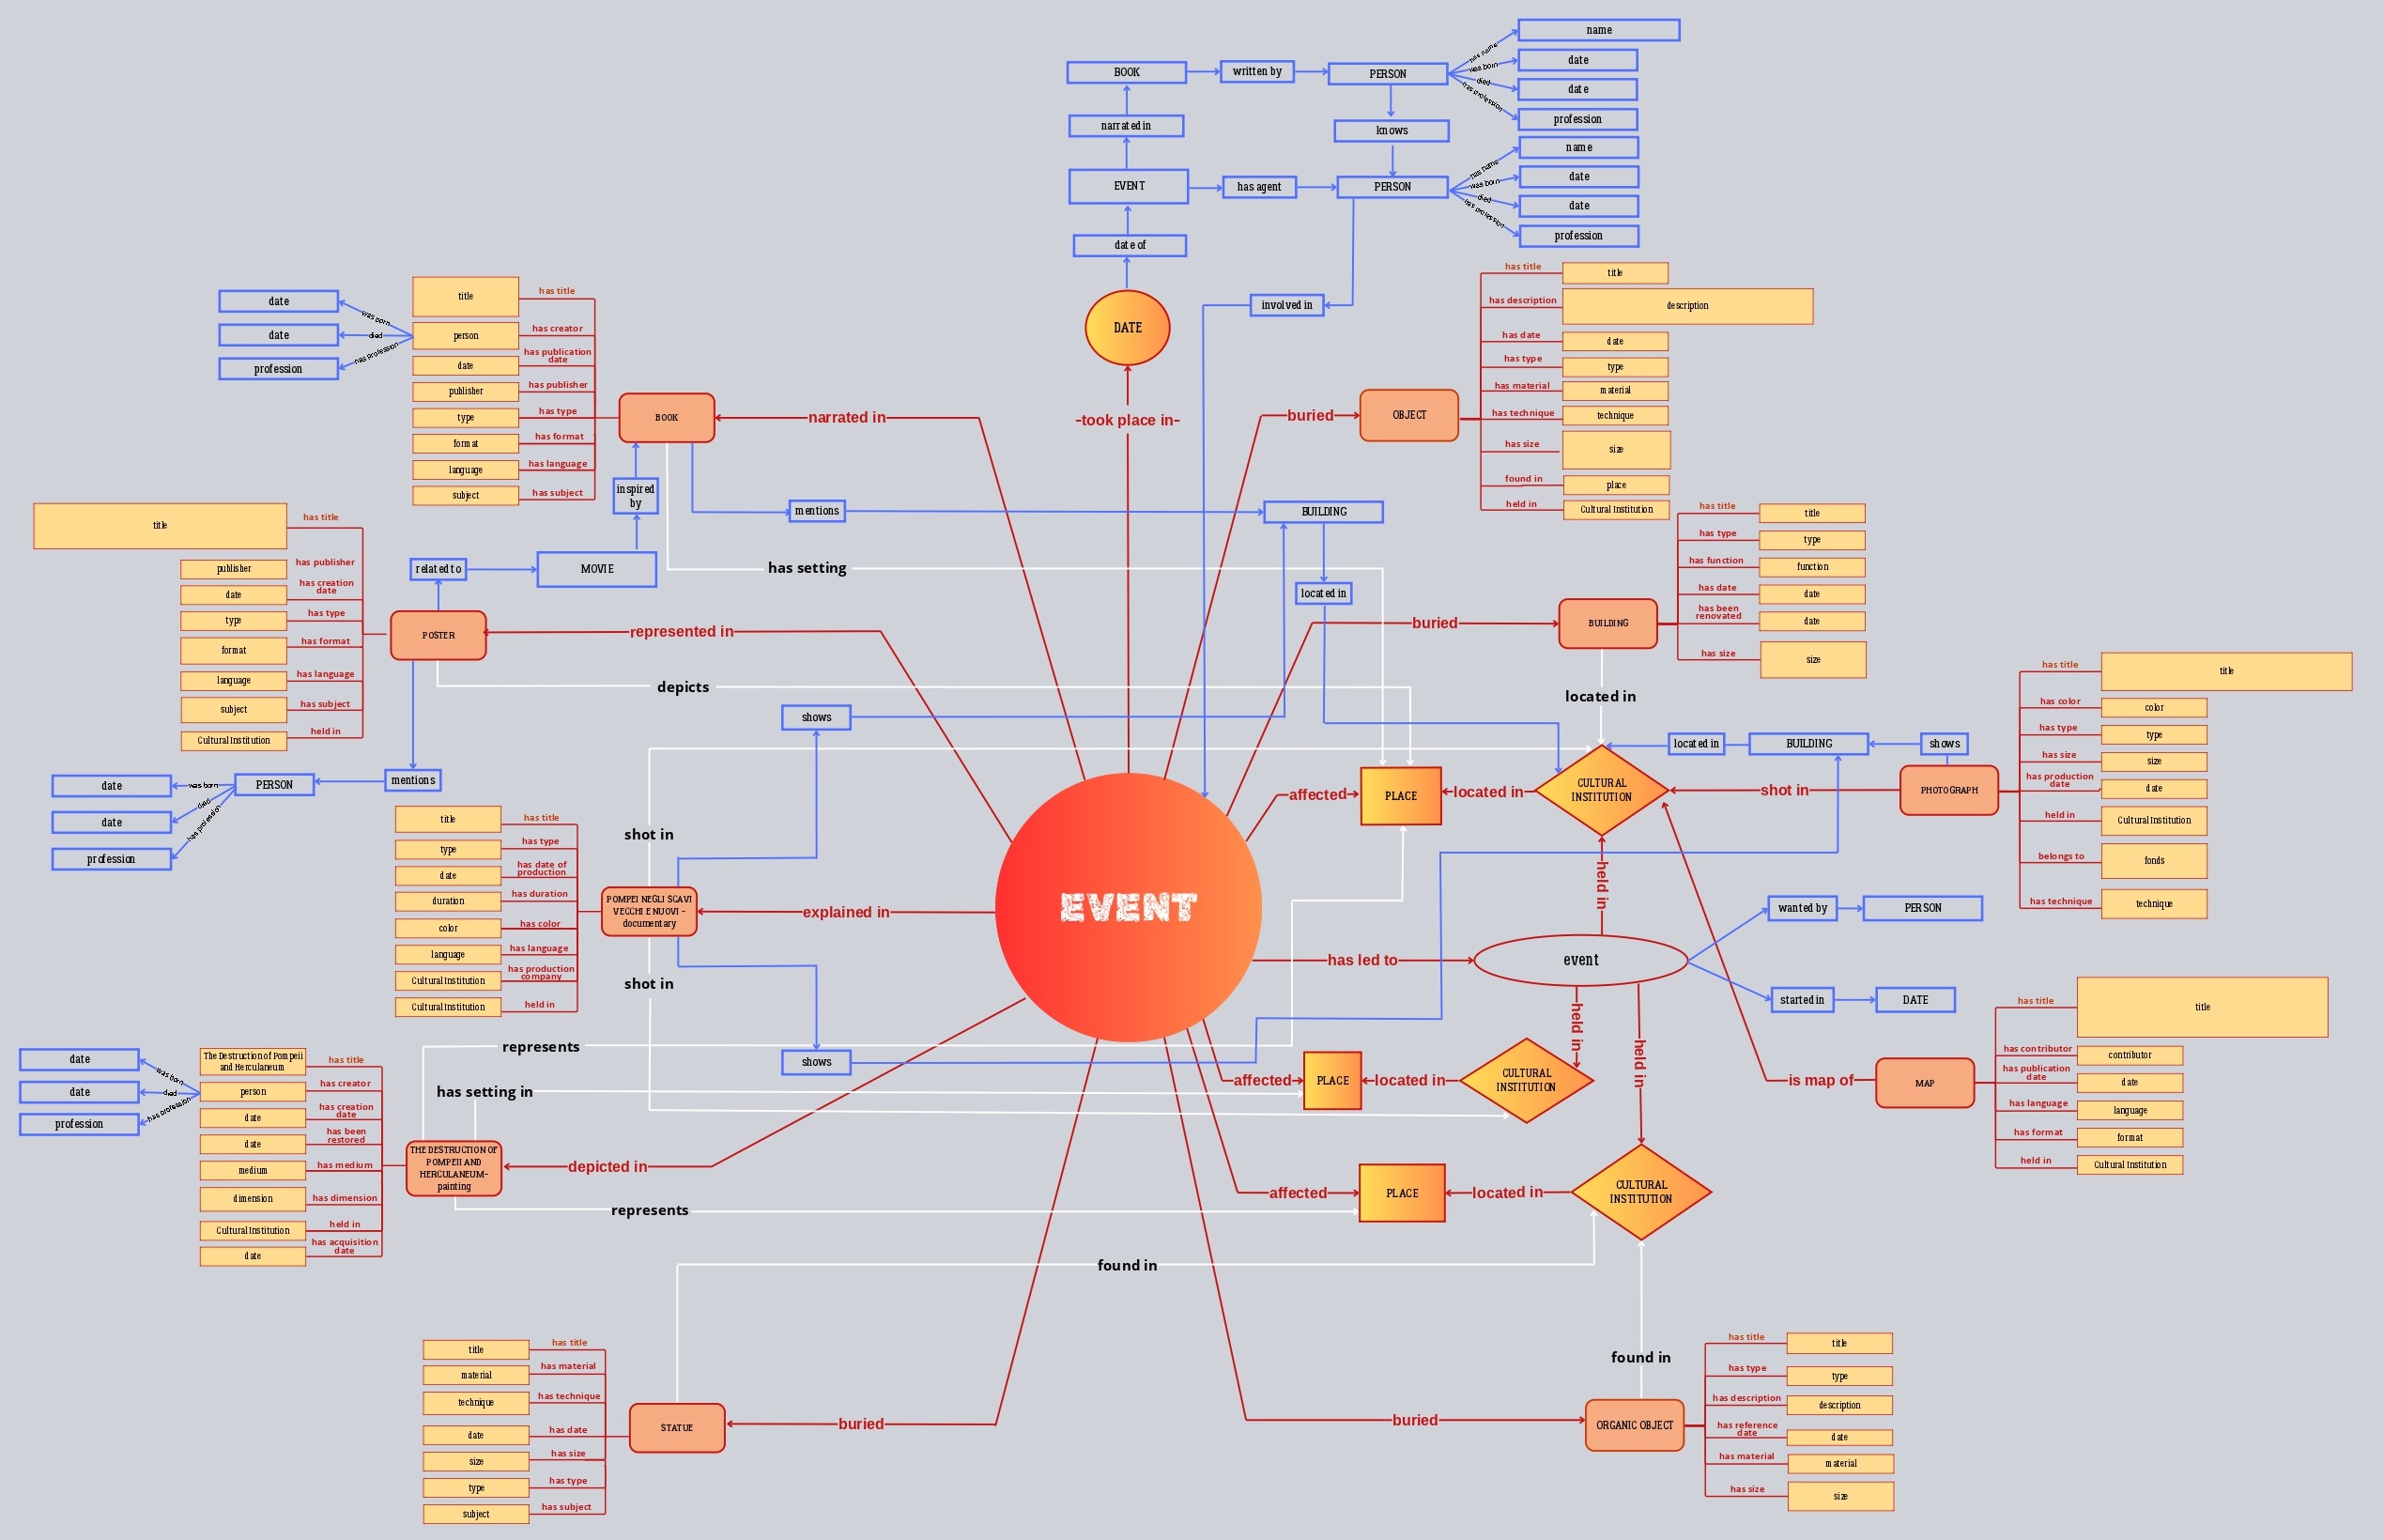 name
has name
BOOK
written by
PERSON
was born
date
died
date
has profession
profession
narrated in
knows
name
has name
EVENT
has agent
PERSON
was born
date
died
date
has profession
profession
date of
involved in
DATE
-took place in-
date
was born
date
died
profession
has profession
title
has title
person
has creator
date
has publication
date
publisher
has publisher
type
has type
format
has format
language
has language
subject
has subject
BOOK
narrated in
inspired
by
mentions
BUILDING
has setting
located in
buried
OBJECT
has title
title
has description
description
has date
date
has type
type
has material
material
has technique
technique
has size
size
found in
place
held in
Cultural Institution
title
has title
publisher
has publisher
date
has creation
date
type
has type
format
has format
language
has language
subject
has subject
Cultural Institution
held in
related to
MOVIE
POSTER
represented in
depicts
mentions
PERSON
was born
date
died
date
has profession
profession
buried
BUILDING
has title
title
has type
type
has function
function
has date
date
has been
renovated
date
has size
size
located in
shows
affected
PLACE
located in
CULTURAL
INSTITUTION
located in
BUILDING
shows
shot in
PHOTOGRAPH
has title
title
has color
color
has type
type
has size
size
has production
date
date
held in
Cultural Institution
belongs to
fonds
has technique
technique
shot in
title
has title
type
has type
date
has date of
production
duration
has duration
color
has color
language
has language
Cultural Institution
has production
company
Cultural Institution
held in
POMPEI NEGLI SCAVI
VECCHI E NUOVI -
documentary
explained in
EVENT
shot in
shows
held in
has led to
event
wanted by
PERSON
started in
DATE
held in
held in
represents
has setting in
affected
PLACE
located in
CULTURAL
INSTITUTION
is map of
MAP
has title
title
has contributor
contributor
has publication
date
date
has language
language
has format
format
held in
Cultural Institution
date
was born
date
died
profession
has profession
The Destruction of Pompeii
and Herculaneum
has title
person
has creator
date
has creation
date
date
has been
restored
medium
has medium
dimension
has dimension
Cultural Institution
held in
date
has acquisition
date
THE DESTRUCTION OF
POMPEII AND
HERCULANEUM-
painting
depicted in
represents
affected
PLACE
located in
CULTURAL
INSTITUTION
found in
title
has title
material
has material
technique
has technique
date
has date
size
has size
type
has type
subject
has subject
STATUE
buried
found in
buried
ORGANIC OBJECT
has title
title
has type
type
has description
description
has reference
date
date
has material
material
has size
size